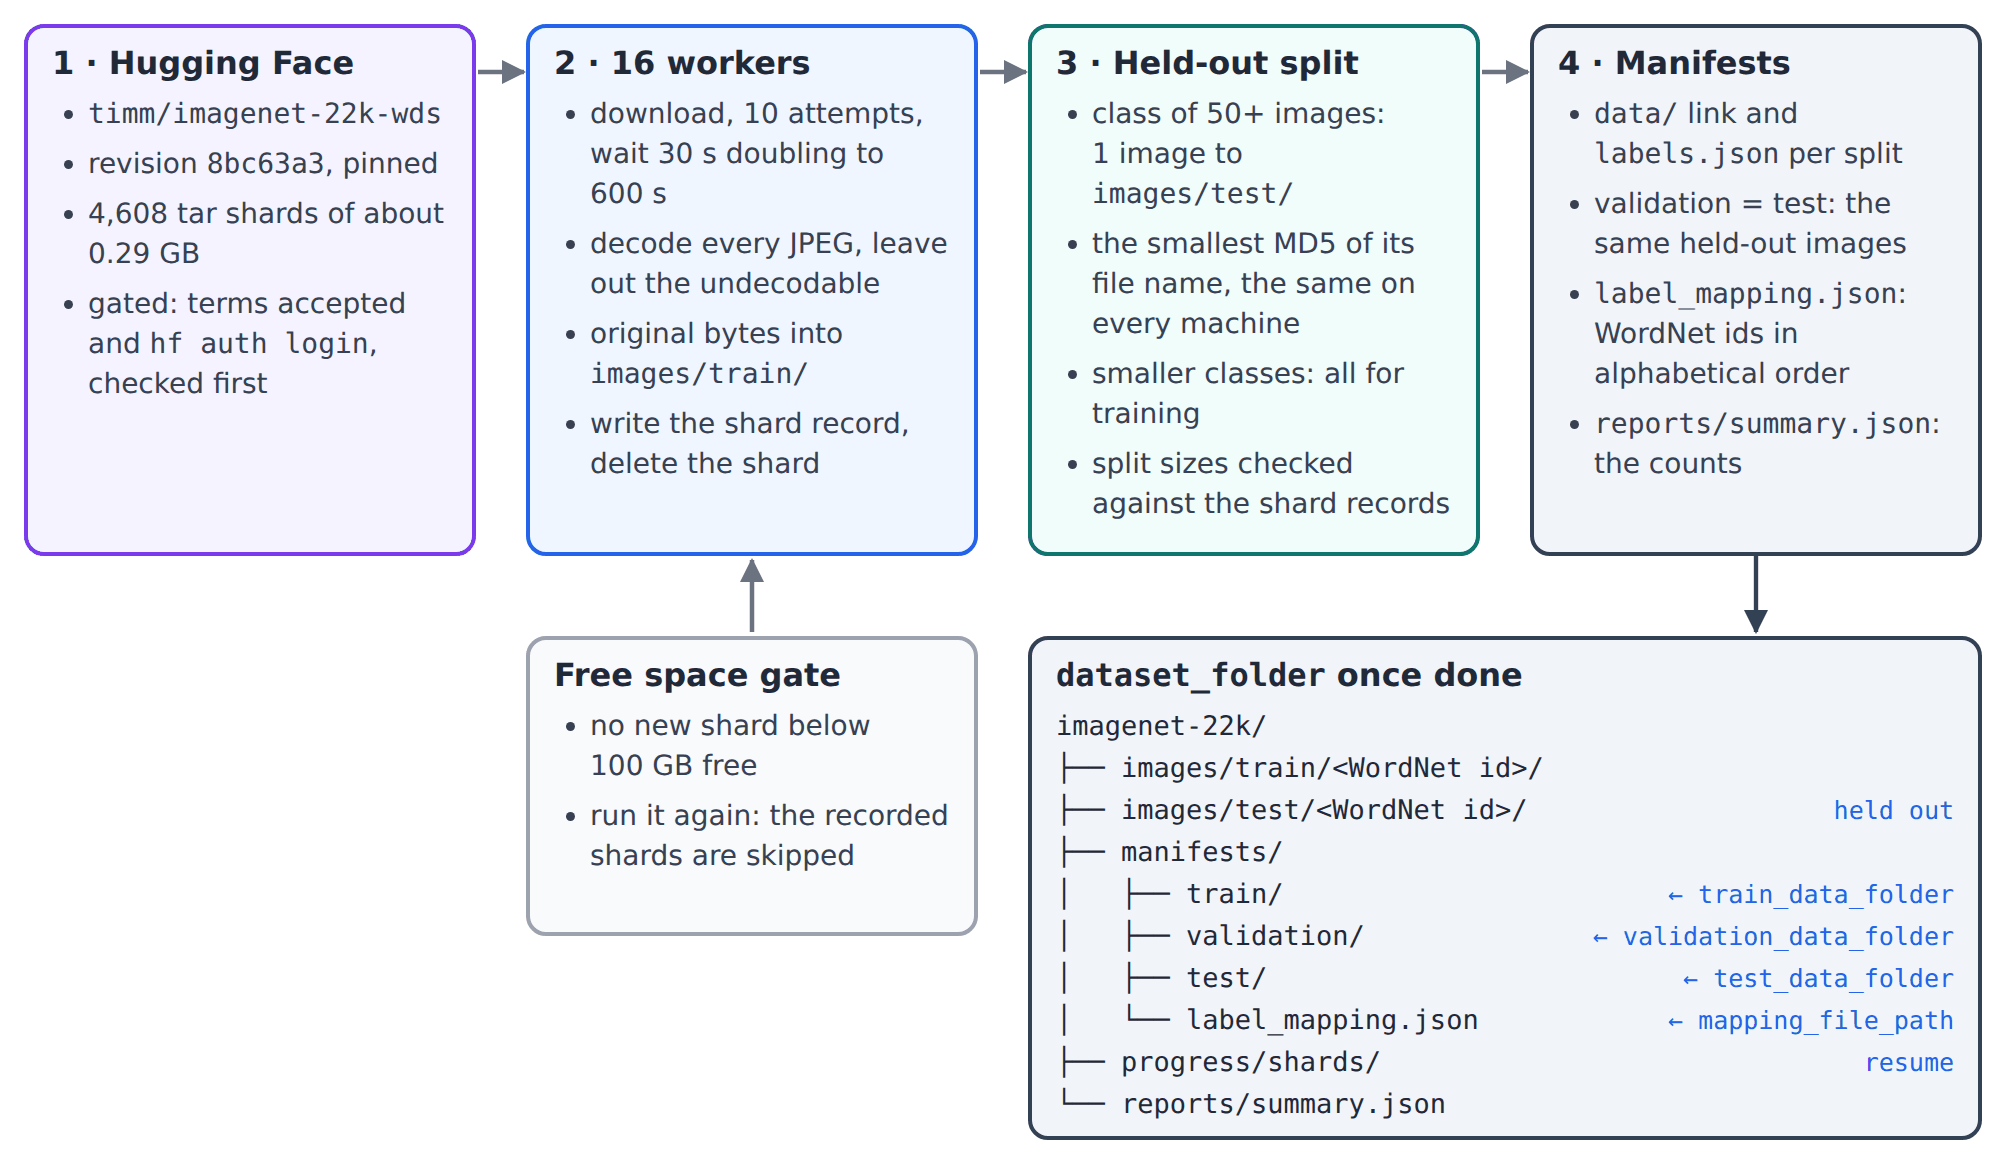 1 · Hugging Face
• timm/imagenet-22k-wds
• revision 8bc63a3, pinned
• 4,608 tar shards of about
0.29 GB
• gated: terms accepted
and hf auth login,
checked first
2 · 16 workers
• download, 10 attempts,
wait 30 s doubling to
600 s
• decode every JPEG, leave
out the undecodable
• original bytes into
images/train/
• write the shard record,
delete the shard
3 · Held-out split
• class of 50+ images:
1 image to
images/test/
• the smallest MD5 of its
file name, the same on
every machine
• smaller classes: all for
training
• split sizes checked
against the shard records
4 · Manifests
• data/ link and
labels.json per split
• validation = test: the
same held-out images
• label_mapping.json:
WordNet ids in
alphabetical order
• reports/summary.json:
the counts
Free space gate
• no new shard below
100 GB free
• run it again: the recorded
shards are skipped
dataset_folder once done
imagenet-22k/
├── images/train/<WordNet id>/
├── images/test/<WordNet id>/ held out
├── manifests/
│   ├── train/ ← train_data_folder
│   ├── validation/ ← validation_data_folder
│   ├── test/ ← test_data_folder
│   └── label_mapping.json ← mapping_file_path
├── progress/shards/ resume
└── reports/summary.json